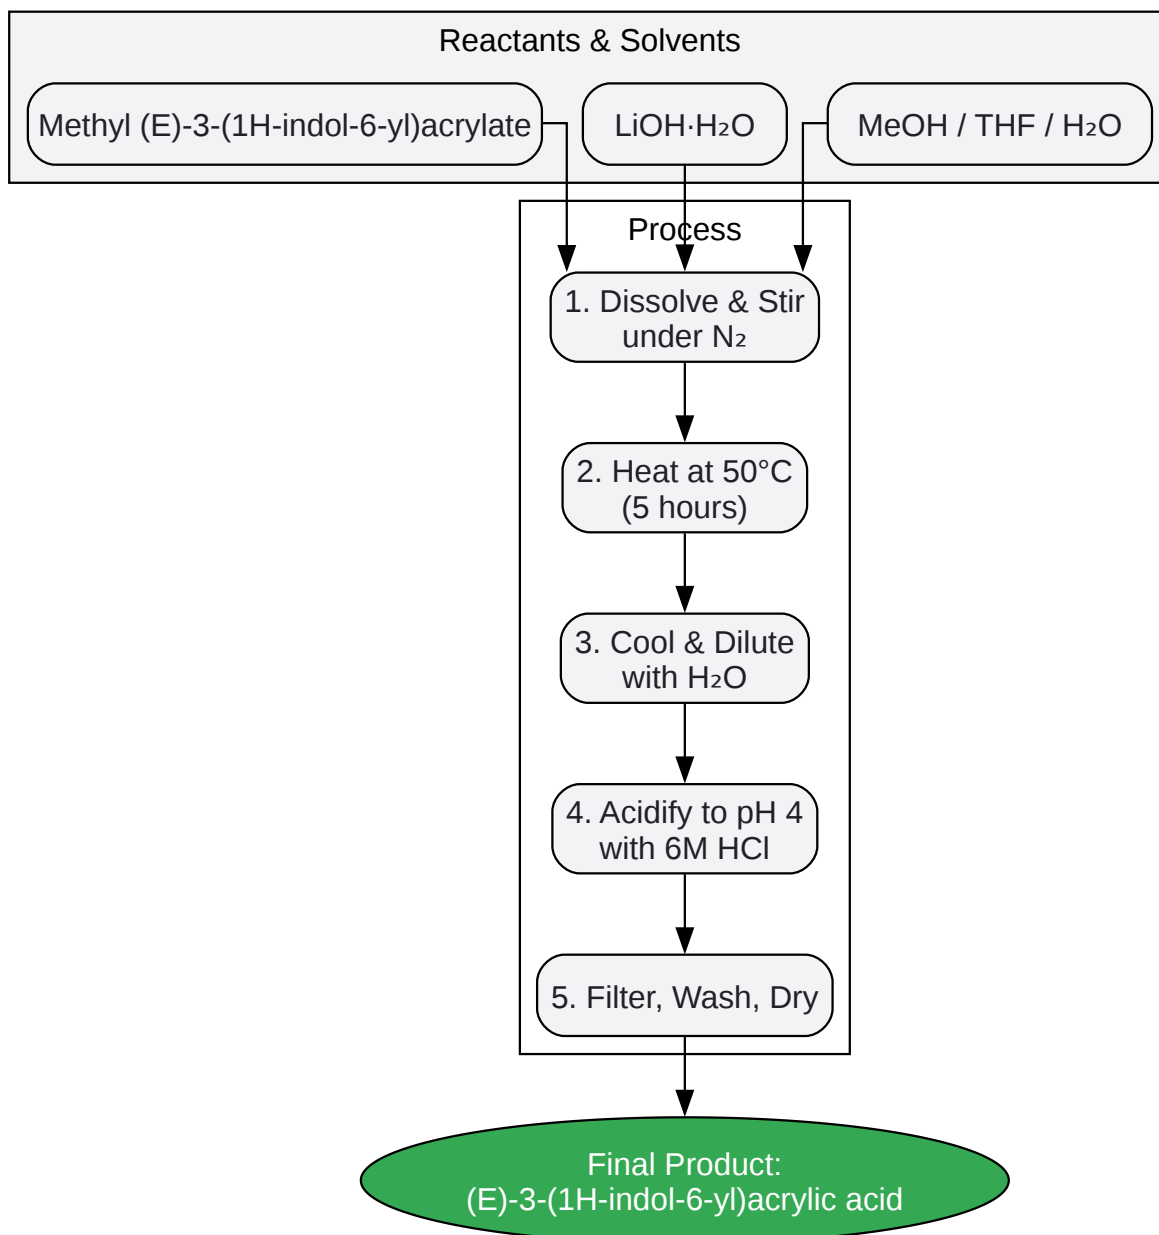 Reactants & Solvents
Methyl (E)-3-(1H-indol-6-yl)acrylate
LiOH·H₂O
MeOH / THF / H₂O
Process
1. Dissolve & Stir
under N₂
2. Heat at 50°C
(5 hours)
3. Cool & Dilute
with H₂O
4. Acidify to pH 4
with 6M HCl
5. Filter, Wash, Dry
Final Product:
(E)-3-(1H-indol-6-yl)acrylic acid